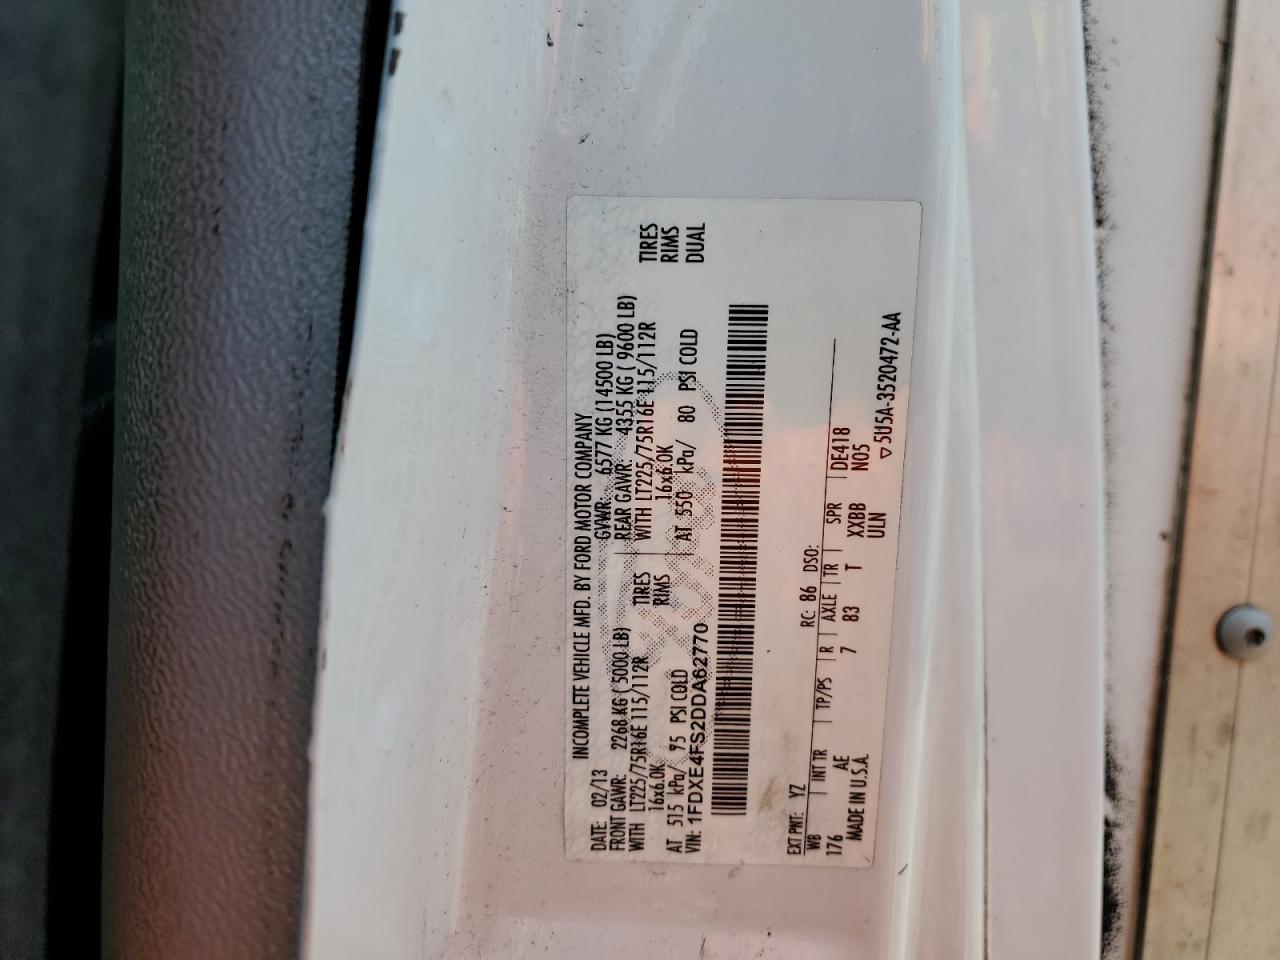 INCOMPLETE VEHICLE MFD. BY FORD MOTOR COMPANY
DATE: 02/13 GVWR: 6577 KG (14500 LB)
FRONT GAWR: 2268 KG ( 5000 LB) REAR GAWR: 4355 KG ( 9600 LB)
WITH LT225/75R16E 115/112R TIRES WITH LT225/75R16E 115/112R TIRES
16x6.0K RIMS 16x6.0K RIMS
AT 515 kPa/ 75 PSI COLD AT 550 kPa/ 80 PSI COLD DUAL
VIN: 1FDXE4FS2DDA62770
EXT PNT: YZ RC: 86 DSO:
WB INT TR TP/PS R AXLE TR SPR
176 AE 7 83 T XXBB DE418
MADE IN U.S.A. ULN N05
▽5U5A-3520472-AA